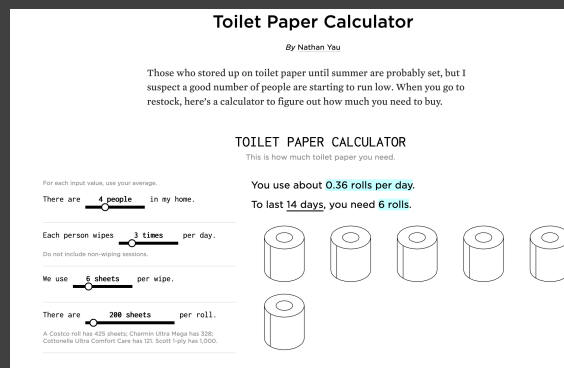 Toilet Paper Calculator
By Nathan Yau
Those who stored up on toilet paper until summer are probably set, but I
suspect a good number of people are starting to run low. When you go to
restock, here's a calculator to figure out how much you need to buy.
TOILET PAPER CALCULATOR
This is how much toilet paper you need.
For each input value, use your average.
There are 4 people in my home.
Each person wipes 3 times per day.
Do not include non-wiping sessions.
We use 6 sheets per wipe.
There are 200 sheets per roll.
A Costco roll has 425 sheets; Charmin Ultra Mega has 328;
Cottonelle Ultra Comfort Care has 121. Scott 1-ply has 1,000.
You use about 0.36 rolls per day.
To last 14 days, you need 6 rolls.